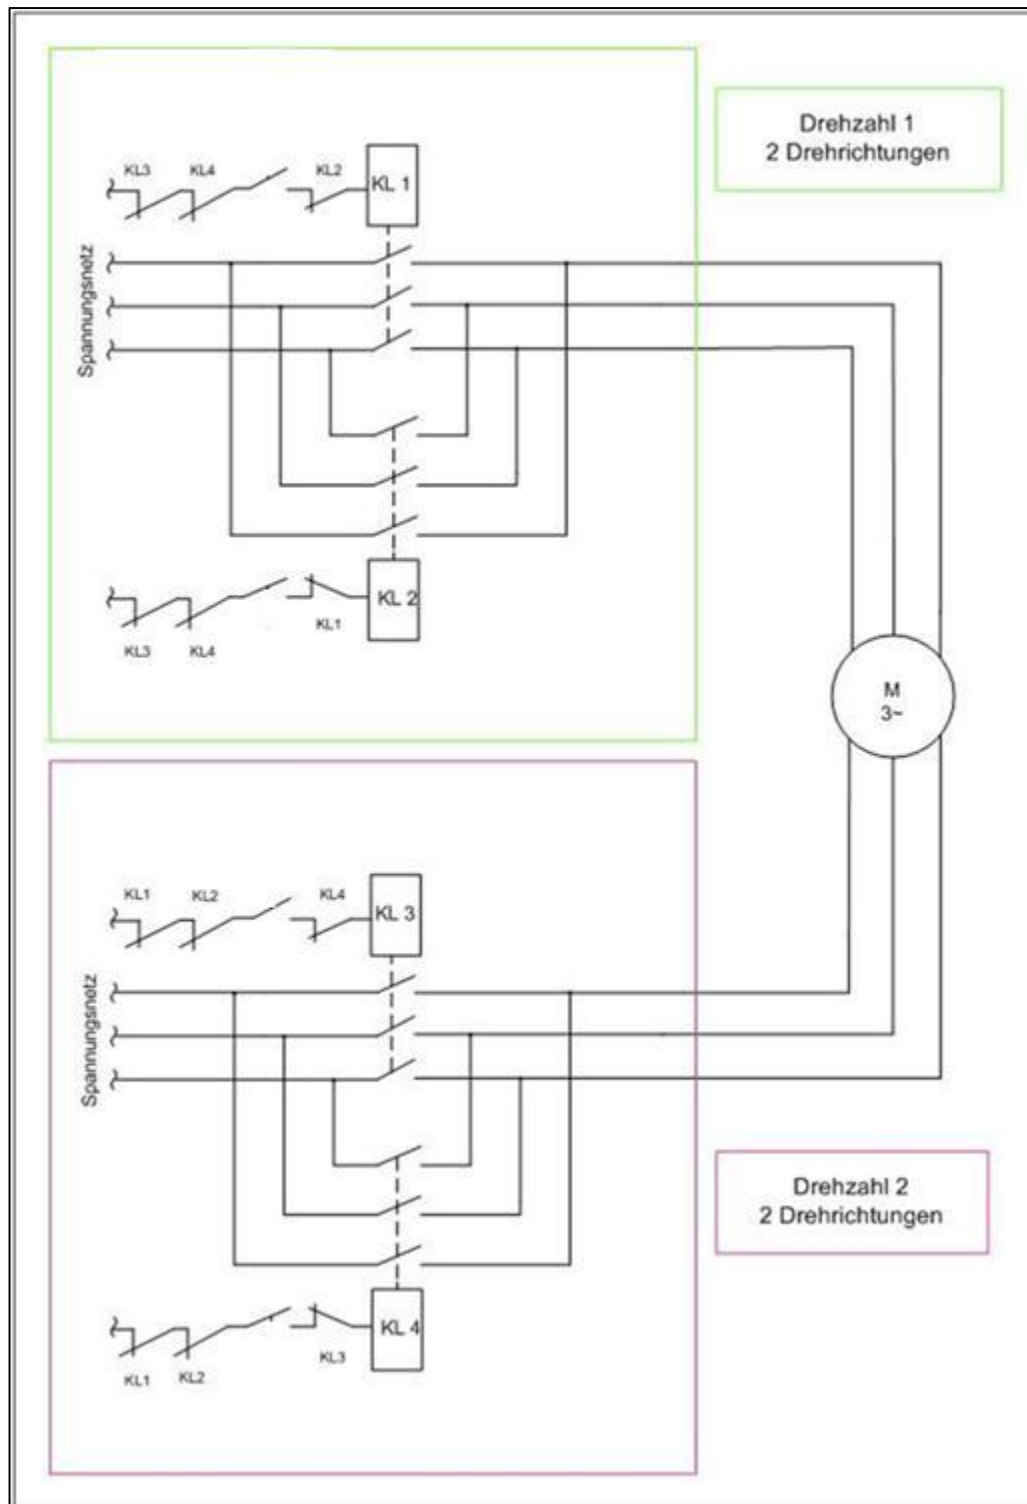 Drehzahl 1
2 Drehrichtungen
KL3 KL4 KL2
KL 1
Spannungsnetz
KL 2
KL1
KL3 KL4
M
3~
KL1 KL2 KL4
KL 3
Spannungsnetz
Drehzahl 2
2 Drehrichtungen
KL 4
KL3
KL1 KL2